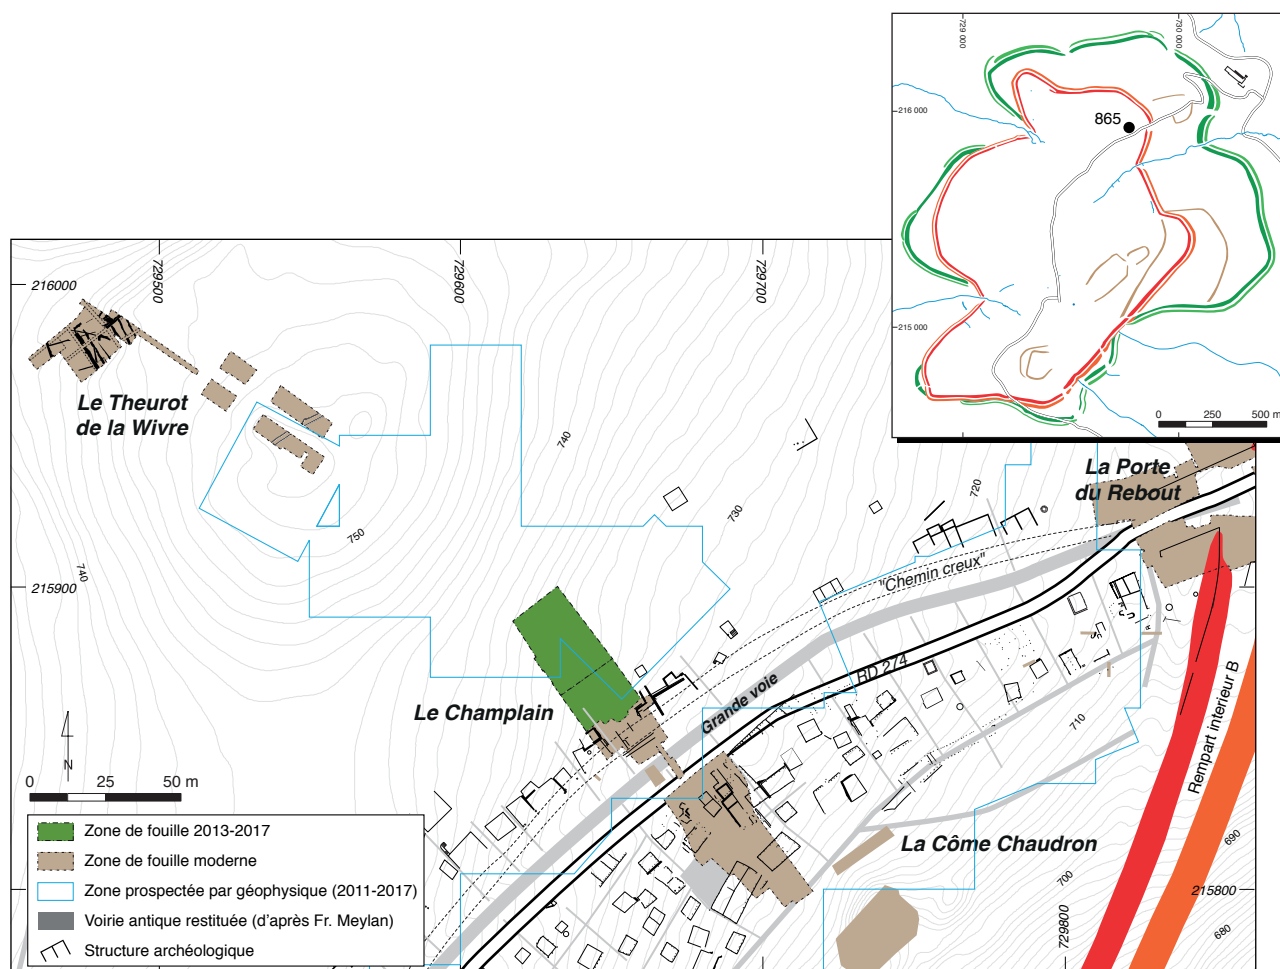 729 000
730 000
216 000
865
215 000
0 250 500 m
729500
729600
729700
216000
Le Theurot
de la Wivre
740
730
720
La Porte
du Rebout
750
740
215900
"Chemin creux"
RD 274
Grande voie
Le Champlain
710
Rempart interieur B
N
0 25 50 m
La Côme Chaudron
690
700
215800
680
729800
Zone de fouille 2013-2017
Zone de fouille moderne
Zone prospectée par géophysique (2011-2017)
Voirie antique restituée (d'après Fr. Meylan)
Structure archéologique